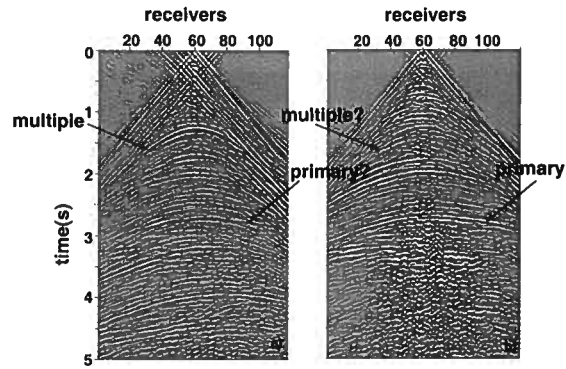 receivers
20 40 60 80 100
receivers
20 40 60 80 100
0
1
2
3
4
5
time(s)
multiple
primary?
multiple?
primary